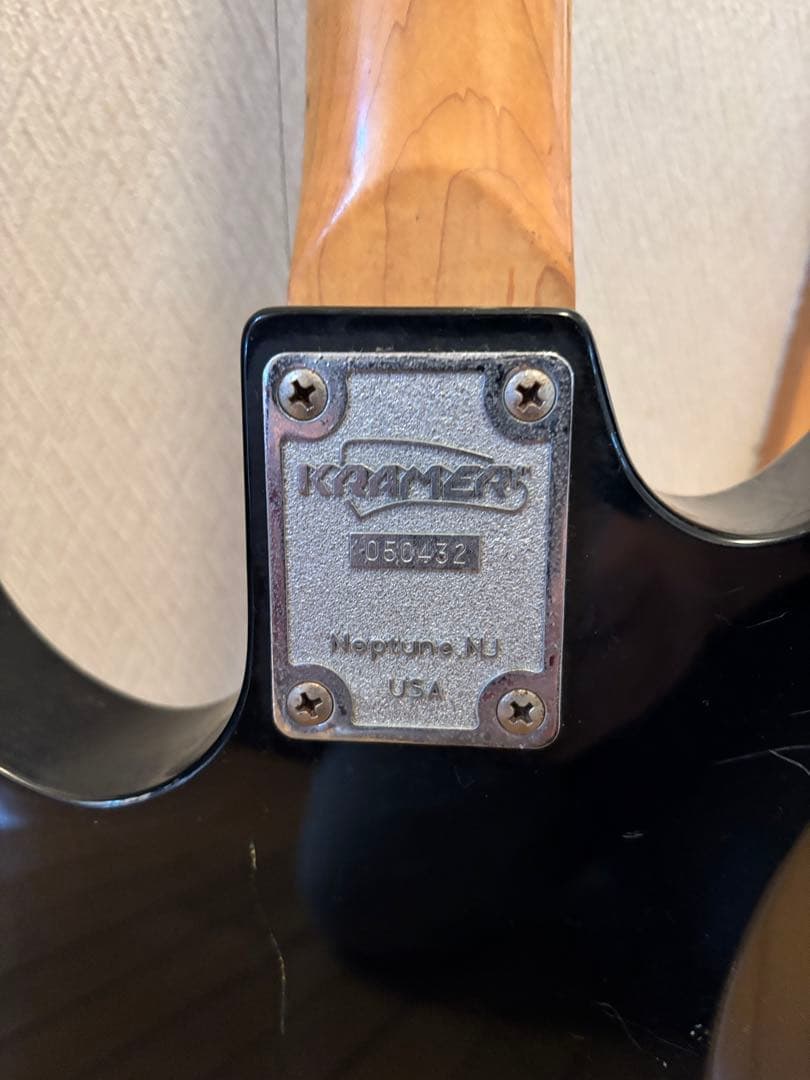 KRAMER
050432
Neptune, NJ
USA